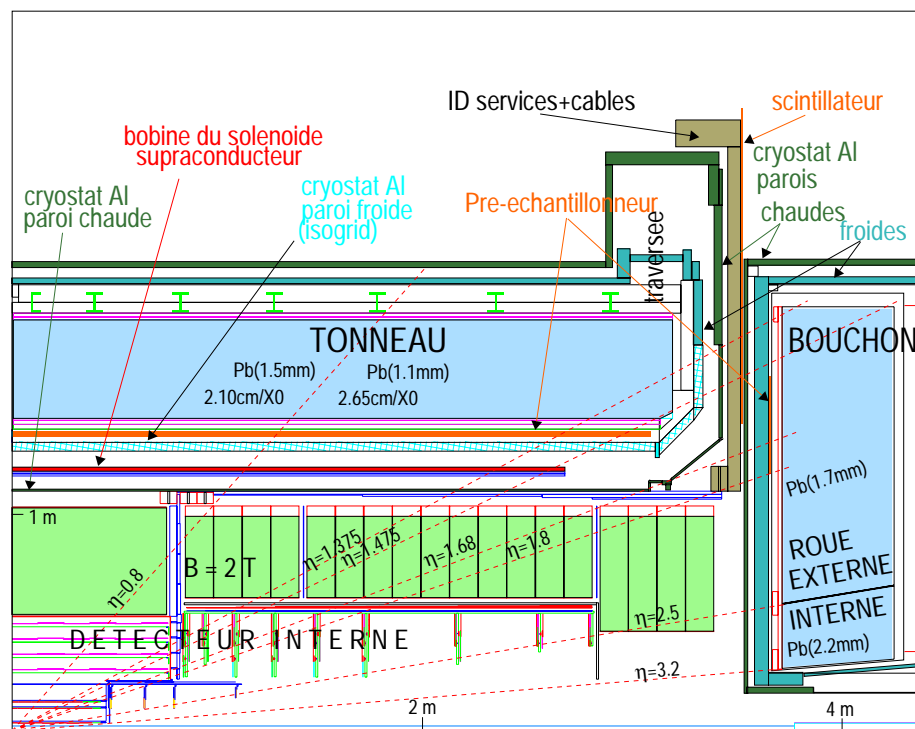 ID services+cables
scintillateur
bobine du solenoide
supraconducteur
cryostat Al
parois
chaudes
froides
cryostat Al
paroi chaude
cryostat Al
paroi froide
(isogrid)
Pre-echantillonneur
traversee
TONNEAU
BOUCHON
Pb(1.5mm)
Pb(1.1mm)
2.10cm/X0
2.65cm/X0
Pb(1.7mm)
1 m
η=0.8
B = 2 T
η=1.375
η=1.475
η=1.68
η=1.8
ROUE
EXTERNE
INTERNE
Pb(2.2mm)
η=2.5
DETECTEUR INTERNE
η=3.2
2 m
4 m